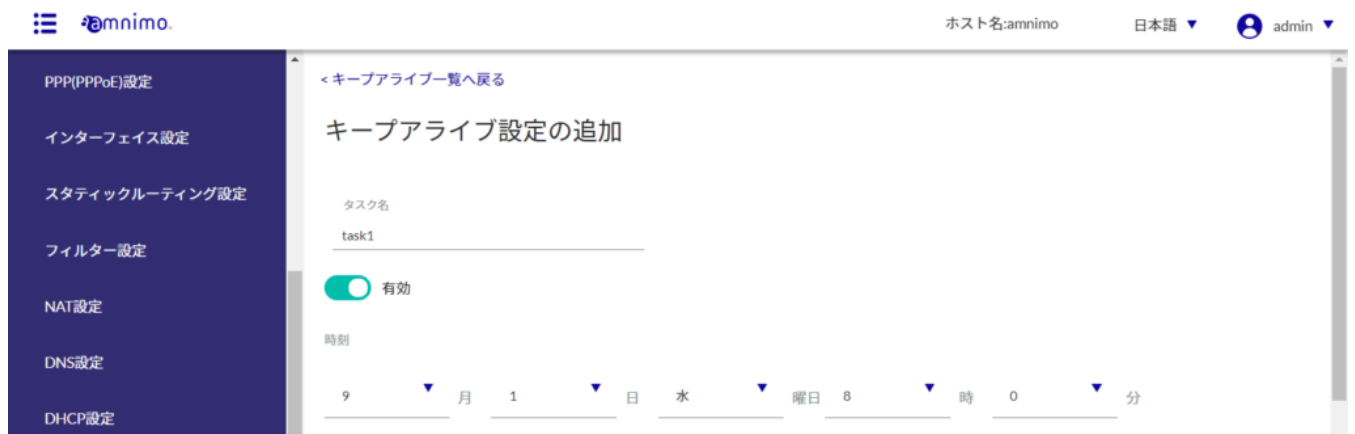 amnimo.
ホスト名:amnimo 日本語 ▼ admin ▼
PPP(PPPoE)設定
インターフェイス設定
スタティックルーティング設定
フィルター設定
NAT設定
DNS設定
DHCP設定
<キープアライブ一覧へ戻る
キープアライブ設定の追加
タスク名
task1
有効
時刻
9 ▼ 月 1 ▼ 日 水 ▼ 曜日 8 ▼ 時 0 ▼ 分